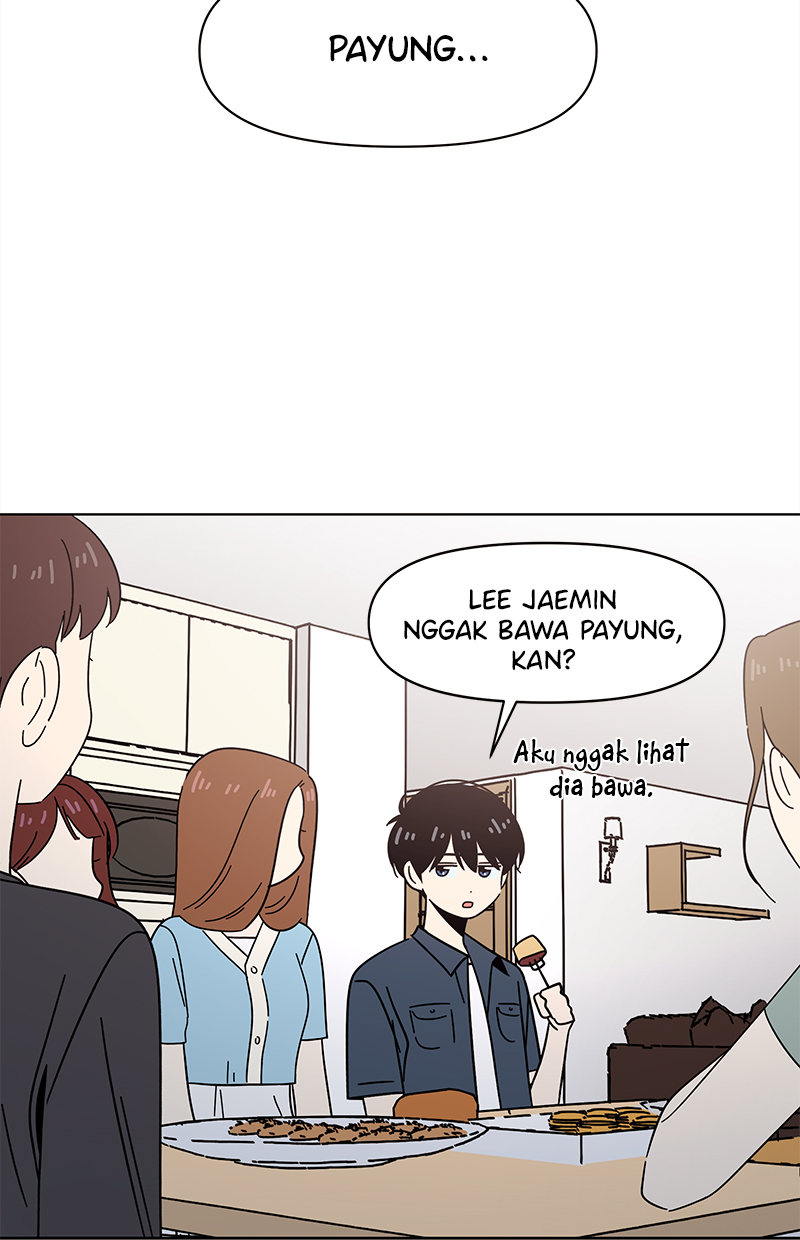 PAYUNG...
LEE JAEMIN
NGGAK BAWA PAYUNG,
KAN?
Aku nggak lihat
dia bawa.